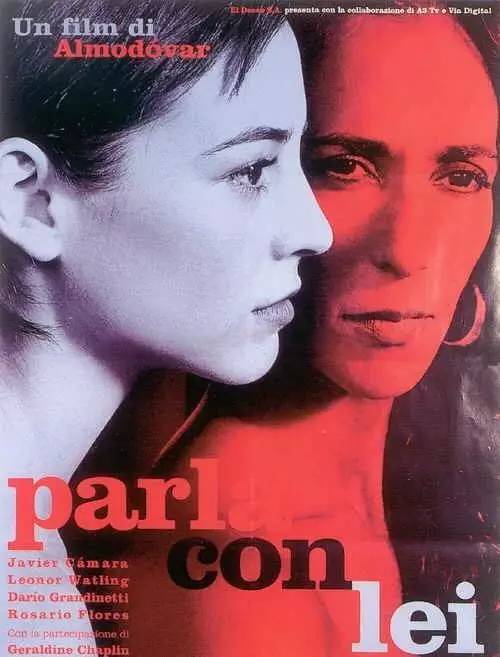 "El Deseo S.A. presenta con la collaborazione di A3 Tv e Via Digital
Un film di
Almodóvar
parla
con
lei
Javier Cámara
Leonor Watling
Darío Grandinetti
Rosario Flores
Con la partecipazione di
Geraldine Chaplin